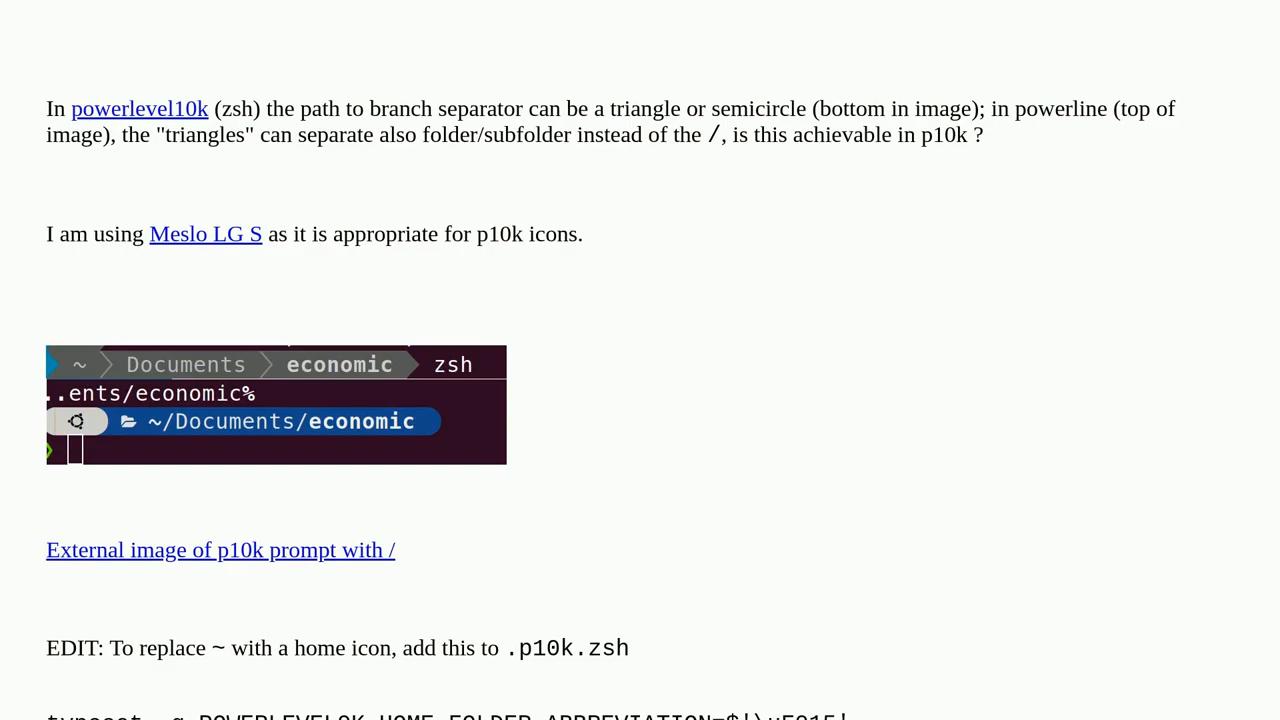 In powerlevel10k (zsh) the path to branch separator can be a triangle or semicircle (bottom in image); in powerline (top of
image), the "triangles" can separate also folder/subfolder instead of the /, is this achievable in p10k ?
I am using Meslo LG S as it is appropriate for p10k icons.
~ Documents economic zsh
..ents/economic%
~/Documents/economic
External image of p10k prompt with /
EDIT: To replace ~ with a home icon, add this to .p10k.zsh